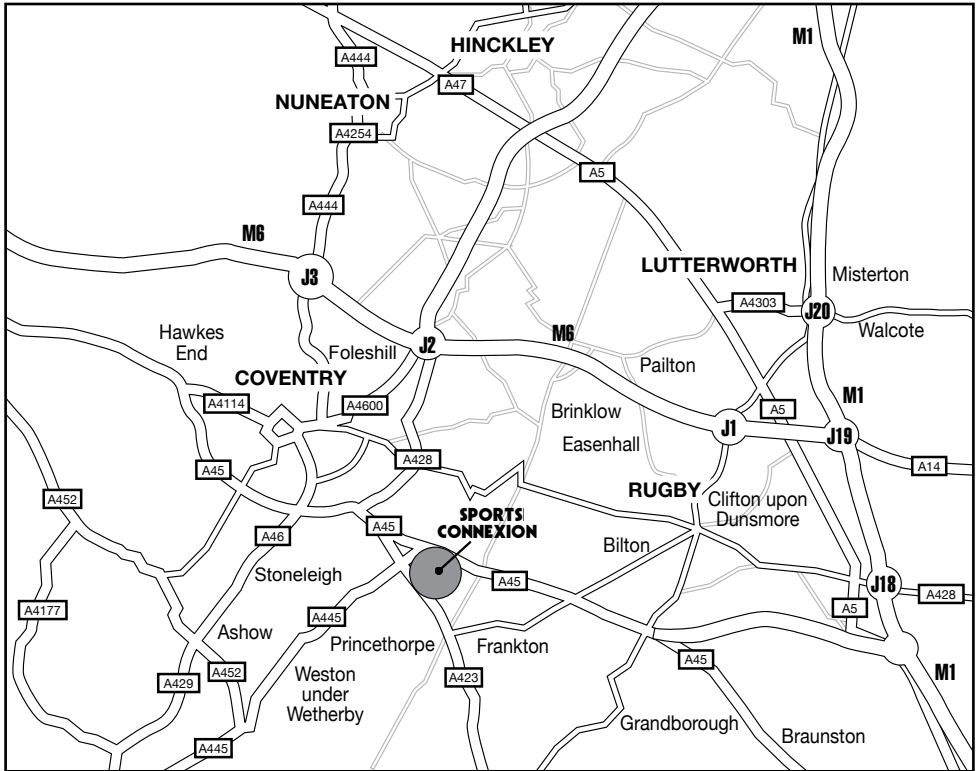 M1
HINCKLEY
A444
A47
NUNEATON
A4254
A5
A444
M6
LUTTERWORTH
Misterton
J3
A4303
J20
Hawkes
End
Foleshill
J2
M6
Walcote
Pailton
COVENTRY
A4114
A4600
M1
A5
Brinklow
J1
J19
Easenhall
A428
A45
A14
RUGBY
Clifton upon
Dunsmore
A452
SPORTS
CONNEXION
A45
A46
Bilton
Stoneleigh
A45
J18
A428
A4177
A445
A5
Ashow
Princethorpe
Frankton
A452
Weston
under
Wetherby
A423
A45
M1
A429
Grandborough
Braunston
A445